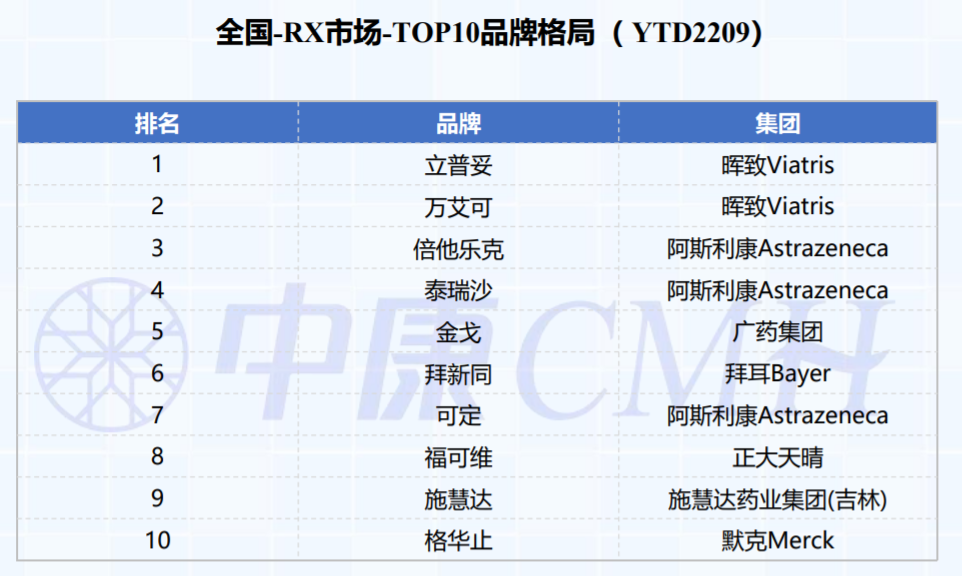 全国-RX市场-TOP10品牌格局（ YTD2209）
排名 品牌 集团
1 立普妥 晖致Viatris
2 万艾可 晖致Viatris
3 倍他乐克 阿斯利康Astrazeneca
4 泰瑞沙 阿斯利康Astrazeneca
5 金戈 广药集团
6 拜新同 拜耳Bayer
7 可定 阿斯利康Astrazeneca
8 福可维 正大天晴
9 施慧达 施慧达药业集团(吉林)
10 格华止 默克Merck
中康CMH